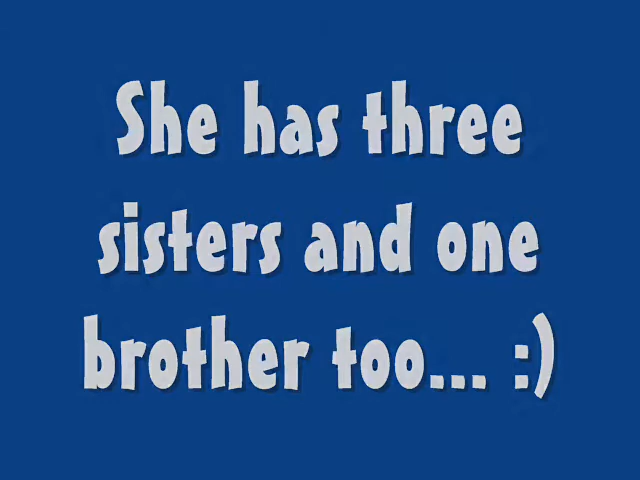 She has three
sisters and one
brother too... :)